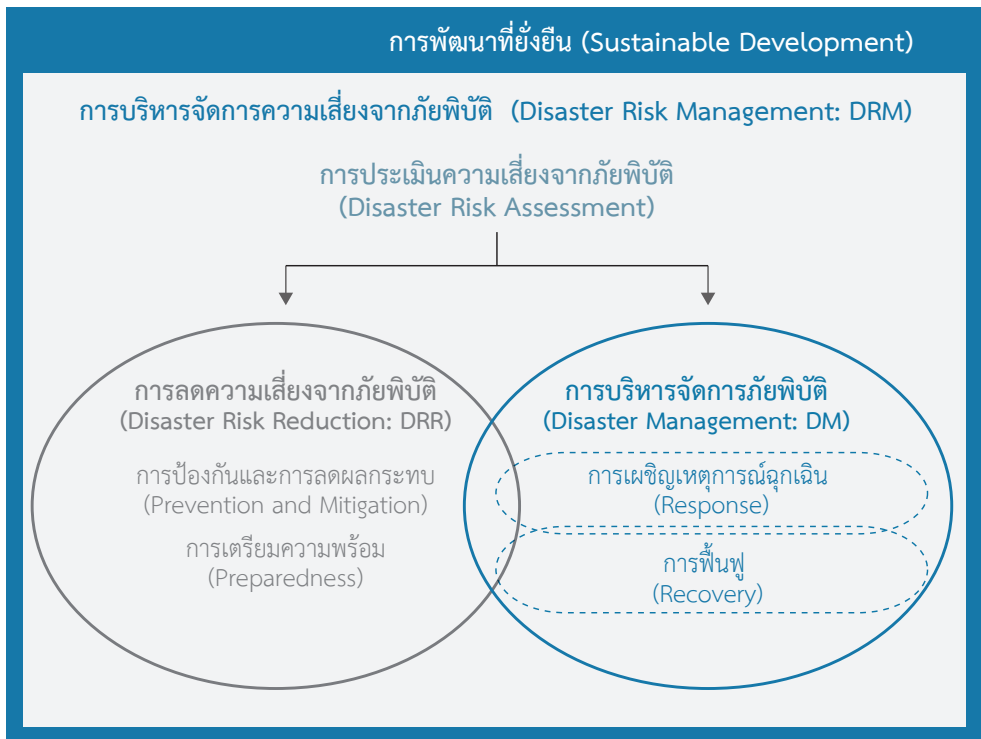 การพัฒนาที่ยั่งยืน (Sustainable Development)
การบริหารจัดการความเสี่ยงจากภัยพิบัติ (Disaster Risk Management: DRM)
การประเมินความเสี่ยงจากภัยพิบัติ
(Disaster Risk Assessment)
การลดความเสี่ยงจากภัยพิบัติ
(Disaster Risk Reduction: DRR)
การป้องกันและการลดผลกระทบ
(Prevention and Mitigation)
การเตรียมความพร้อม
(Preparedness)
การบริหารจัดการภัยพิบัติ
(Disaster Management: DM)
การเผชิญเหตุการณ์ฉุกเฉิน
(Response)
การฟื้นฟู
(Recovery)